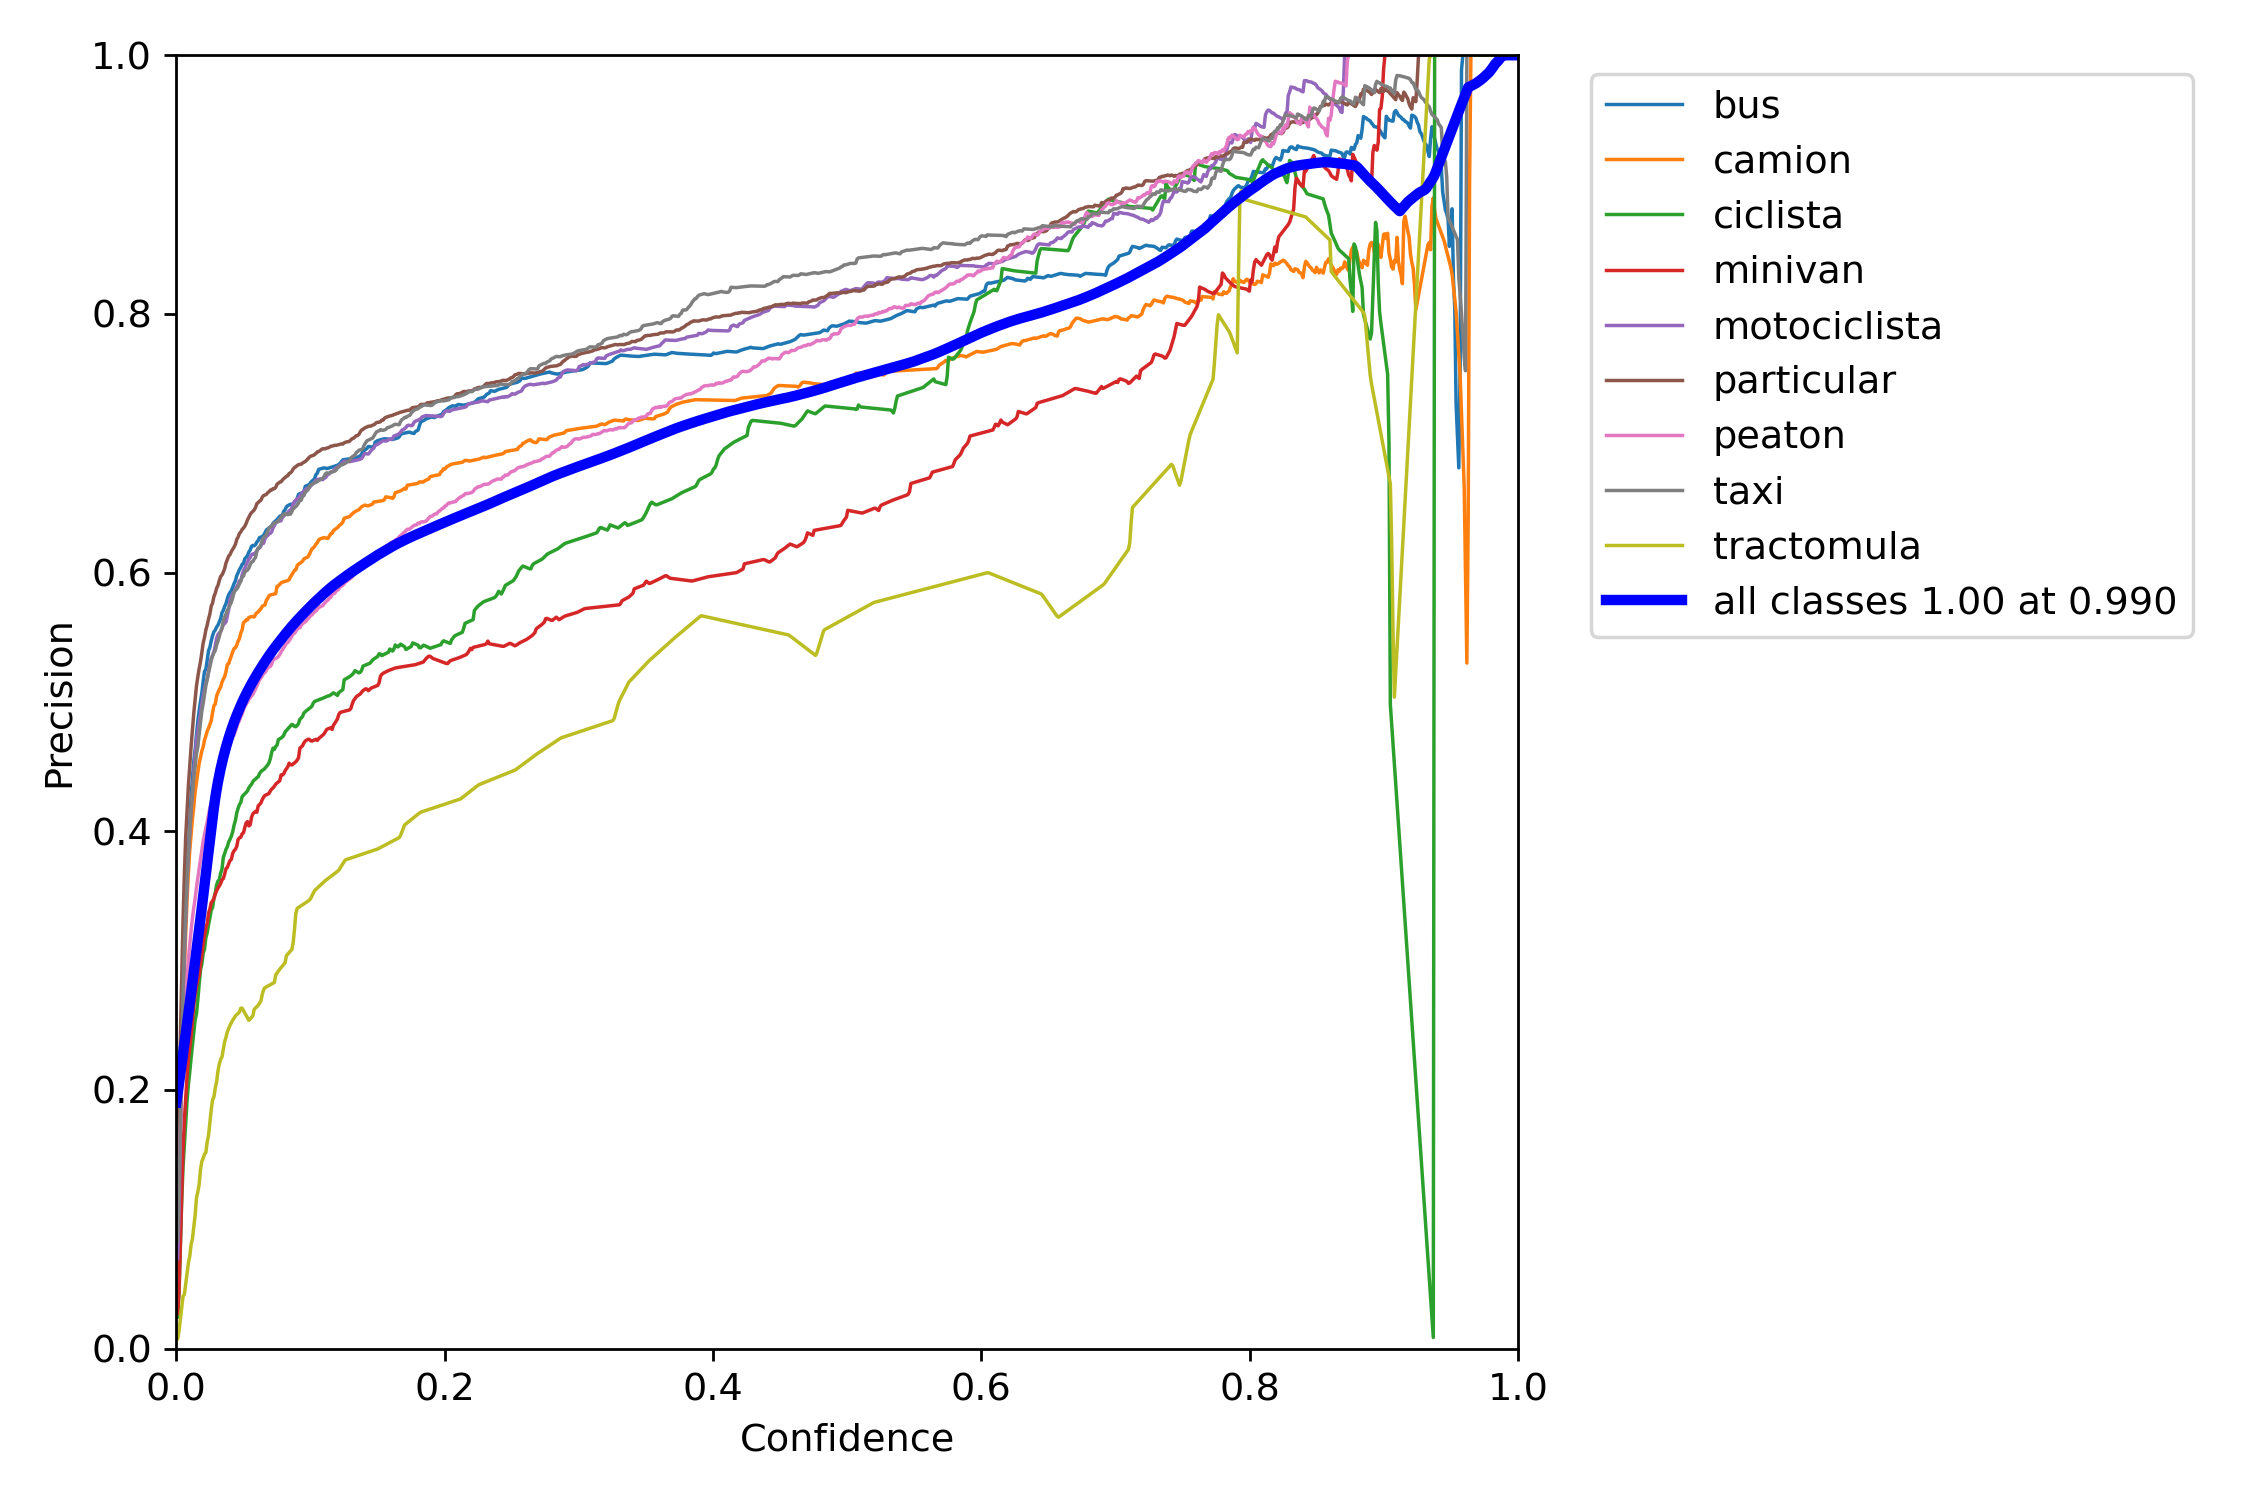 1.0
0.8
0.6
0.4
0.2
0.0
Precision
0.0 0.2 0.4 0.6 0.8 1.0
Confidence
bus
camion
ciclista
minivan
motociclista
particular
peaton
taxi
tractomula
all classes 1.00 at 0.990